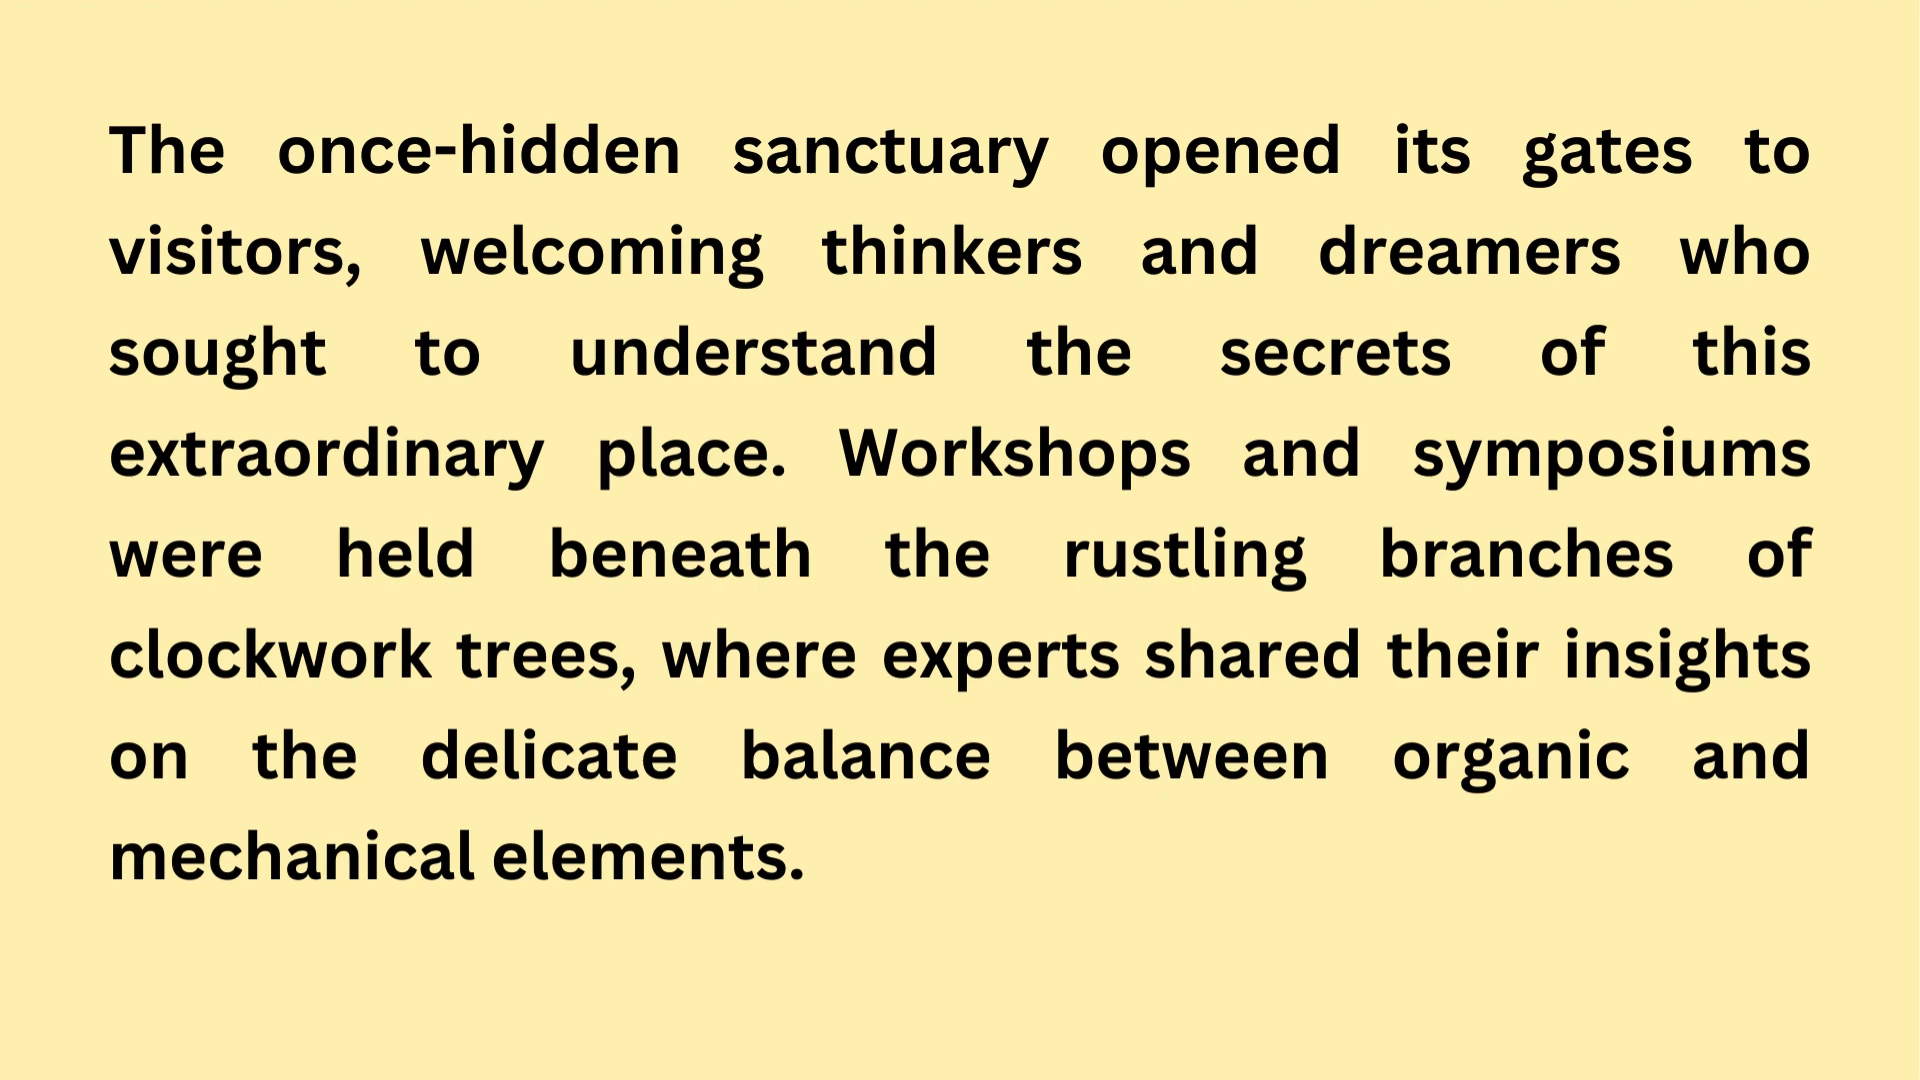 The once-hidden sanctuary opened its gates to
visitors, welcoming thinkers and dreamers who
sought to understand the secrets of this
extraordinary place. Workshops and symposiums
were held beneath the rustling branches of
clockwork trees, where experts shared their insights
on the delicate balance between organic and
mechanical elements.